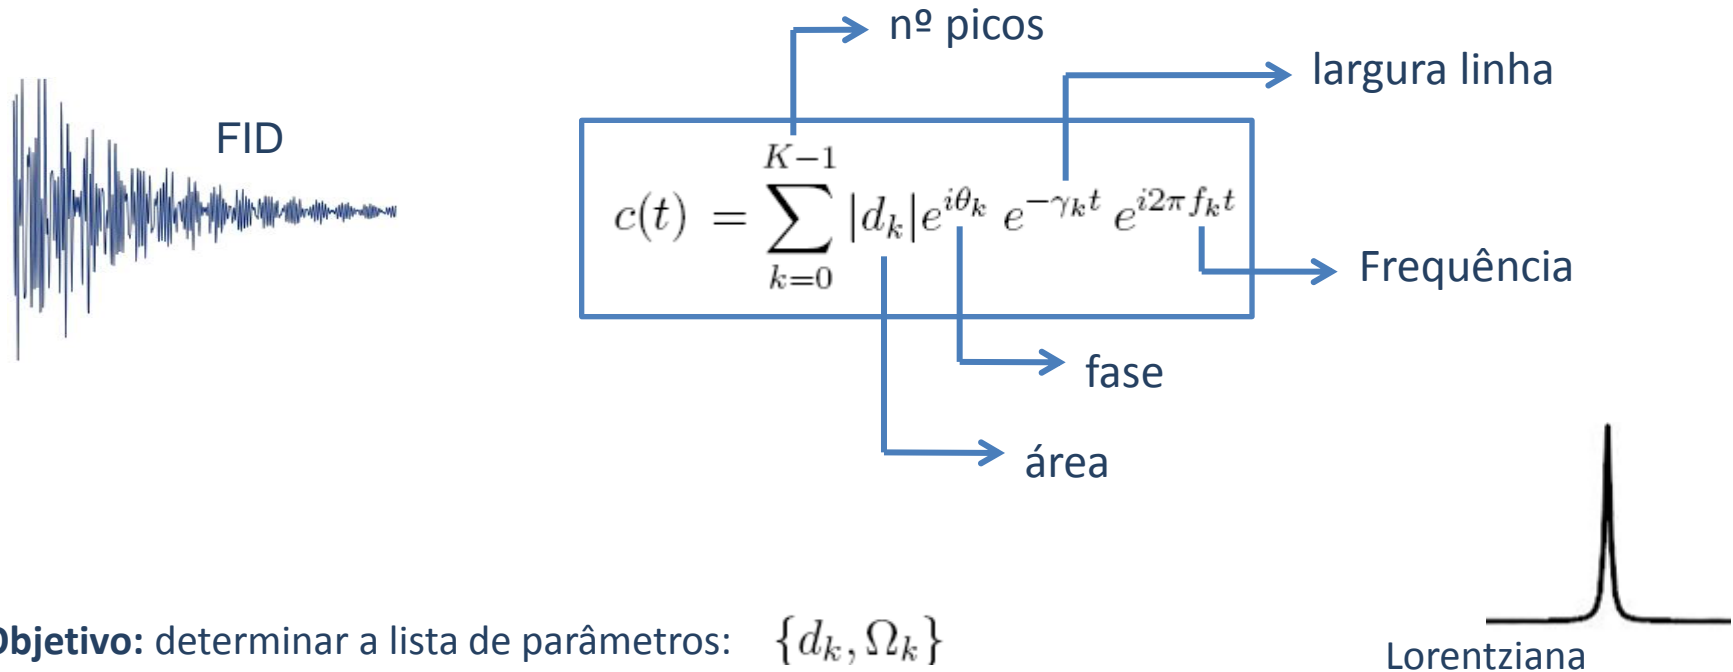 nº picos
largura linha
FID
c(t) = \sum_{k=0}^{K-1} |d_k| e^{iθ_k} e^{-γ_k t} e^{i2π f_k t}
Frequência
fase
área
Objetivo: determinar a lista de parâmetros: {d_k, Ω_k}
Lorentziana